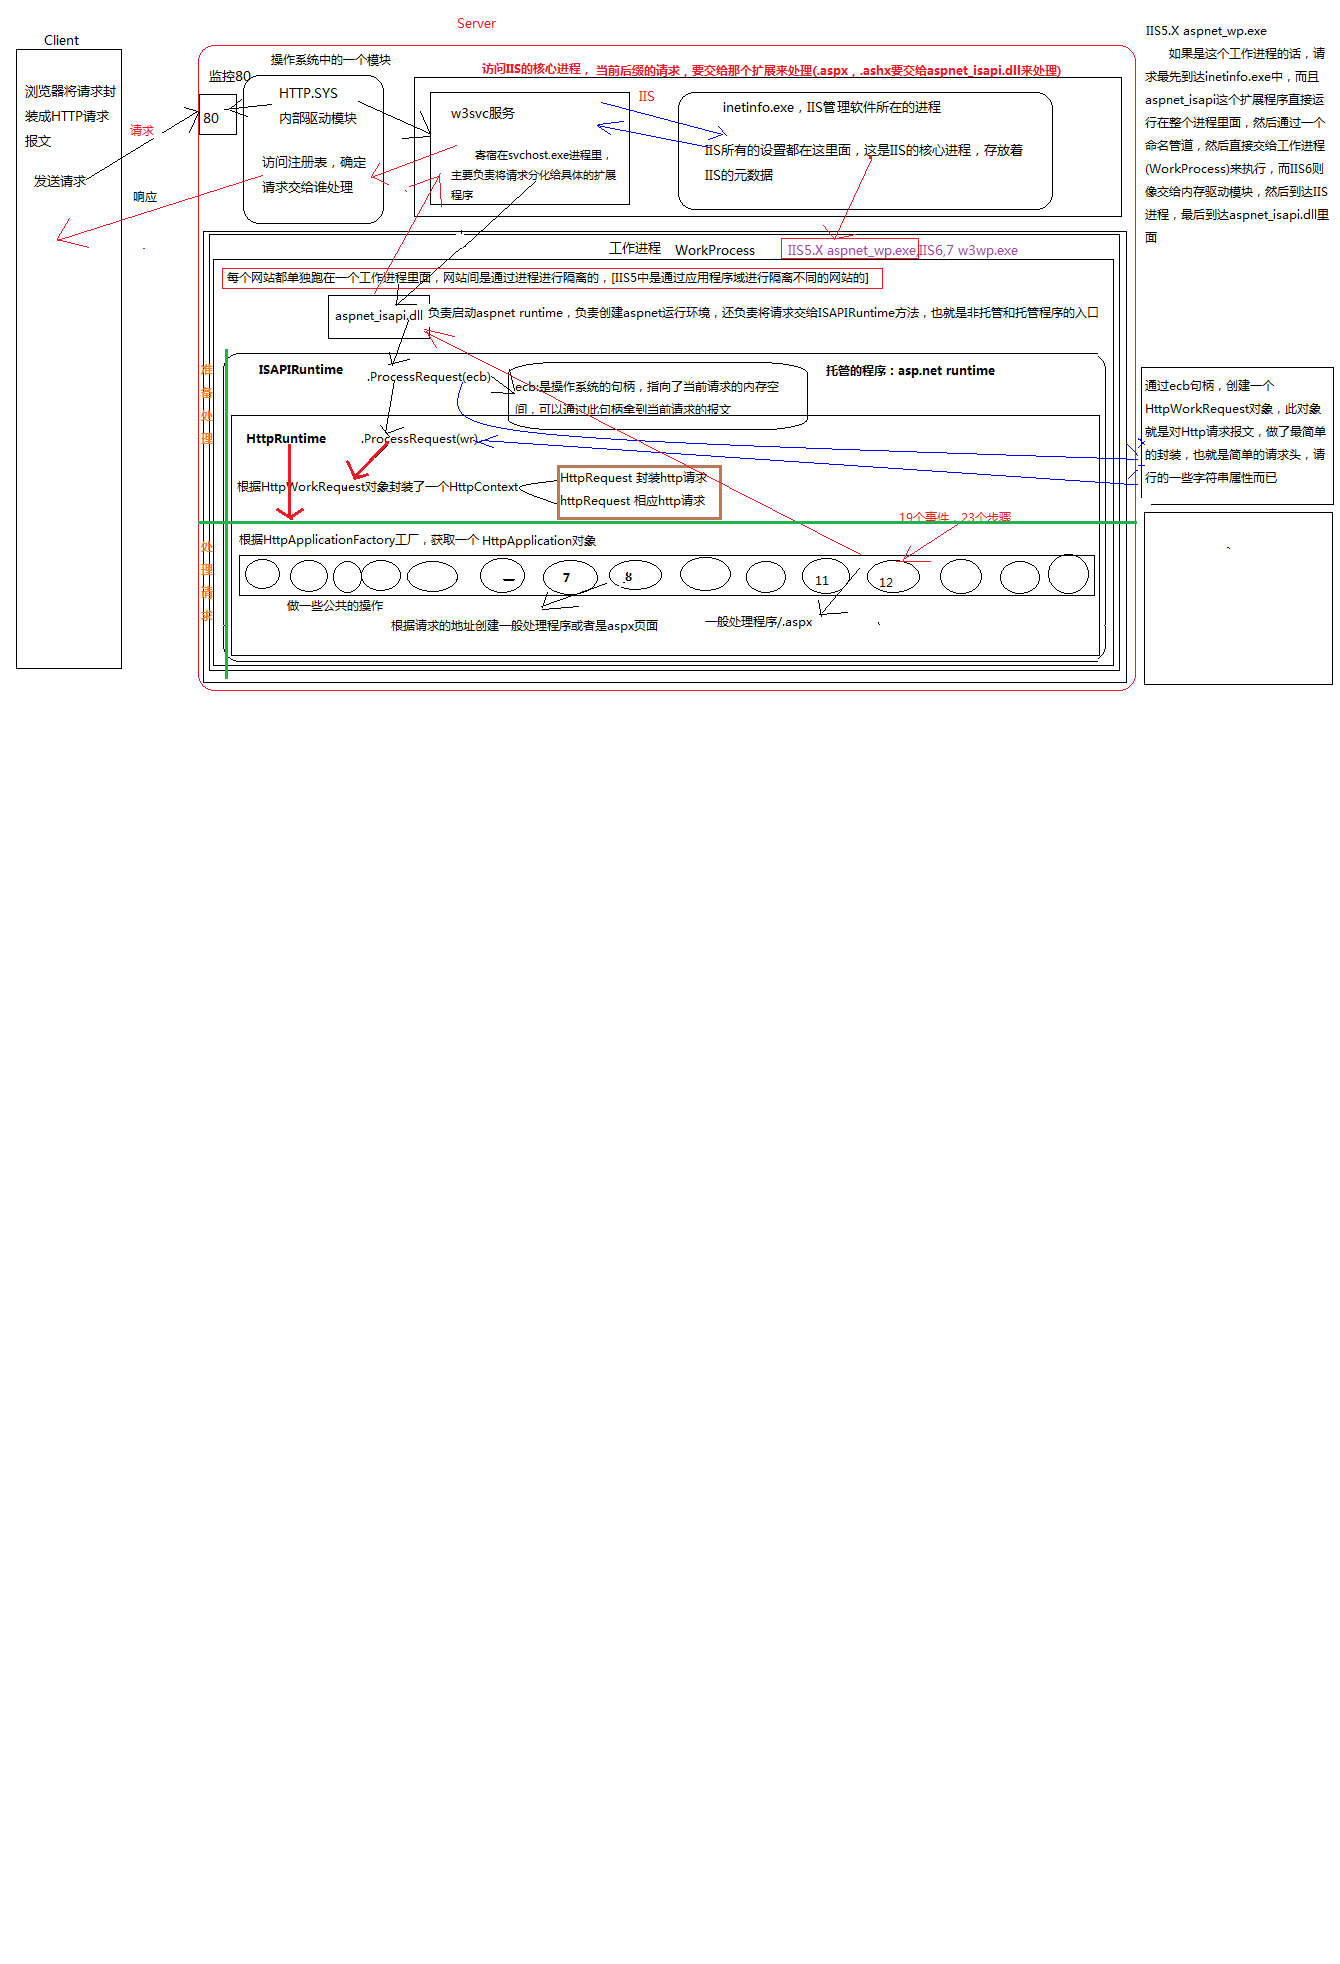 Server
Client
浏览器将请求封
装成HTTP请求
报文
发送请求
请求
响应
监控80
80
操作系统中的一个模块
HTTP.SYS
内部驱动模块
访问注册表，确定
请求交给谁处理
访问IIS的核心进程，当前后缀的请求，要交给那个扩展来处理(.aspx，.ashx要交给aspnet_isapi.dll来处理)
IIS
w3svc服务
寄宿在svchost.exe进程里，
主要负责将请求分化给具体的扩展
程序
inetinfo.exe，IIS管理软件所在的进程
IIS所有的设置都在这里面，这是IIS的核心进程，存放着
IIS的元数据
IIS5.X aspnet_wp.exe
如果是这个工作进程的话，请
求最先到达inetinfo.exe中，而且
aspnet_isapi这个扩展程序直接运
行在整个进程里面，然后通过一个
命名管道，然后直接交给工作进程
(WorkProcess)来执行，而IIS6则
像交给内存驱动模块，然后到达IIS
进程，最后到达aspnet_isapi.dll里
面
工作进程 WorkProcess IIS5.X aspnet_wp.exe,IIS6,7 w3wp.exe
每个网站都单独跑在一个工作进程里面，网站间是通过进程进行隔离的，[IIS5中是通过应用程序域进行隔离不同的网站的]
aspnet_isapi.dll
负责启动aspnet runtime，负责创建aspnet运行环境，还负责将请求交给ISAPIRuntime方法，也就是非托管和托管程序的入口
准备处理
ISAPIRuntime
.ProcessRequest(ecb)
ecb:是操作系统的句柄，指向了当前请求的内存空
间，可以通过此句柄拿到当前请求的报文
托管的程序：asp.net runtime
通过ecb句柄，创建一个
HttpWorkRequest对象，此对象
就是对Http请求报文，做了最简单
的封装，也就是简单的请求头，请
行的一些字符串属性而已
HttpRuntime
.ProcessRequest(wr)
根据HttpWorkRequest对象封装了一个HttpContext
HttpRequest 封装http请求
httpRequest 相应http请求
19个事件，23个步骤
处理请求
根据HttpApplicationFactory工厂，获取一个 HttpApplication对象
7
8
11
12
做一些公共的操作
根据请求的地址创建一般处理程序或者是aspx页面
一般处理程序/.aspx